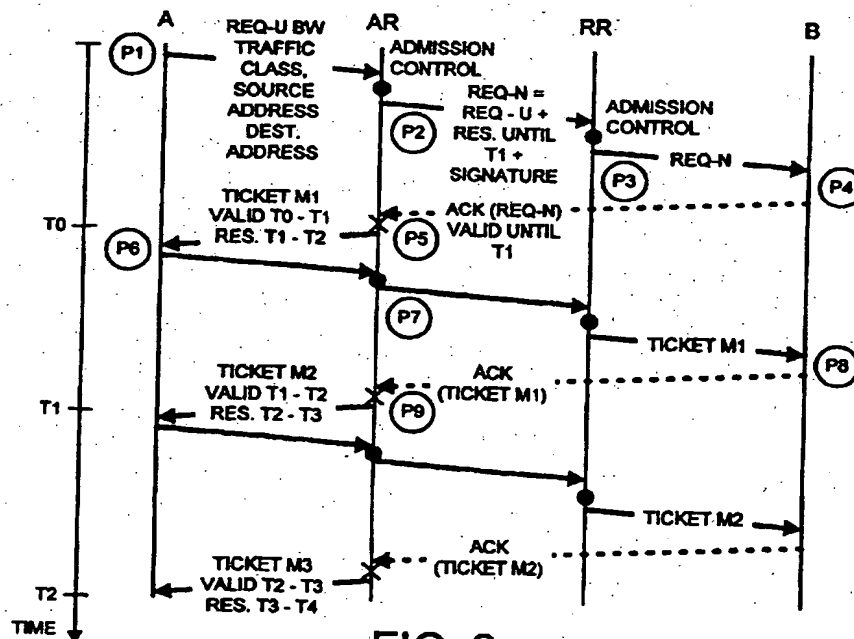 A
AR
RR
B
P1
REQ-U BW
TRAFFIC
CLASS,
SOURCE
ADDRESS
DEST.
ADDRESS
ADMISSION
CONTROL
P2
REQ-N =
REQ - U +
RES. UNTIL
T1 +
SIGNATURE
ADMISSION
CONTROL
P3
REQ-N
P4
T0
TICKET M1
VALID T0 - T1
RES. T1 - T2
P5
ACK (REQ-N)
VALID UNTIL
T1
P6
P7
TICKET M1
P8
T1
TICKET M2
VALID T1 - T2
RES. T2 - T3
P9
ACK
(TICKET M1)
TICKET M2
T2
TICKET M3
VALID T2 - T3
RES. T3 - T4
ACK
(TICKET M2)
TIME